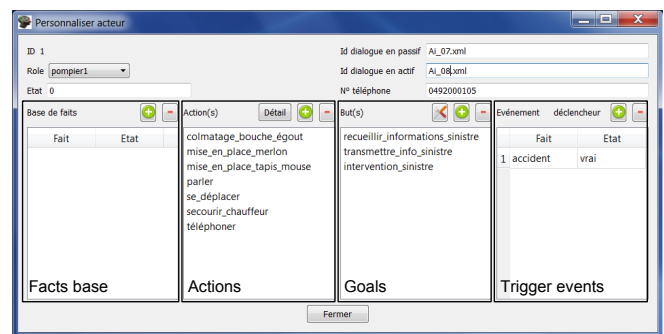 Personnaliser acteur
ID 1
Id dialogue en passif Ai_07.xml
Role pompier1
Id dialogue en actif Ai_08.xml
Etat 0
N° téléphone 0492000105
Base de faits
Action(s) Détail
But(s)
Evénement déclencheur
Fait Etat
colmatage_bouche_égout
mise_en_place_merlon
mise_en_place_tapis_mouse
parler
se_déplacer
secourir_chauffeur
téléphoner
recueillir_informations_sinistre
transmettre_info_sinistre
intervention_sinistre
Fait Etat
1 accident vrai
Facts base
Actions
Goals
Trigger events
Fermer